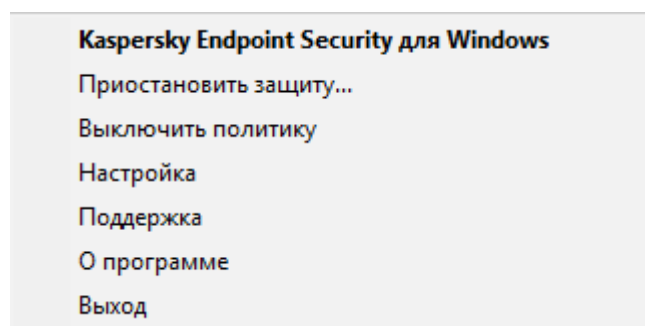 Kaspersky Endpoint Security для Windows
Приостановить защиту...
Выключить политику
Настройка
Поддержка
О программе
Выход